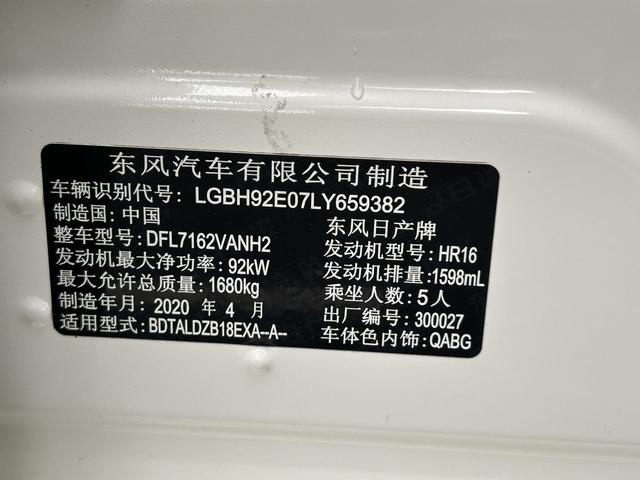 东风汽车有限公司制造
车辆识别代号: LGBH92E07LY659382
制造国: 中国 东风日产牌
整车型号: DFL7162VANH2 发动机型号: HR16
发动机最大净功率: 92kW 发动机排量: 1598mL
最大允许总质量: 1680kg 乘坐人数: 5人
制造年月: 2020 年 4 月 出厂编号: 300027
适用型式: BDTALDZB18EXA--A-- 车体色内饰: QABG